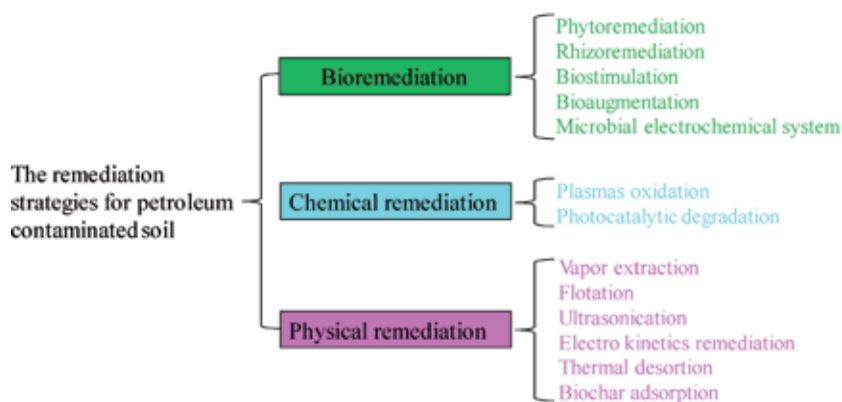 The remediation
strategies for petroleum
contaminated soil
Bioremediation
Phytoremediation
Rhizoremediation
Biostimulation
Bioaugmentation
Microbial electrochemical system
Chemical remediation
Plasmas oxidation
Photocatalytic degradation
Physical remediation
Vapor extraction
Flotation
Ultrasonication
Electro kinetics remediation
Thermal desortion
Biochar adsorption